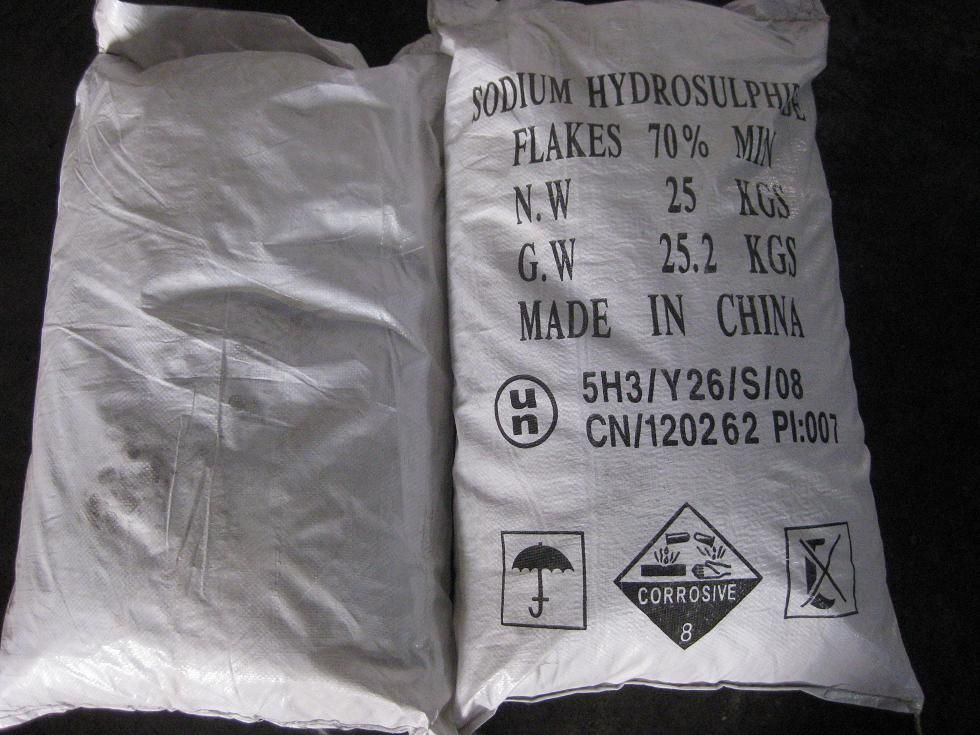 SODIUM HYDROSULPHIDE
FLAKES 70% MIN
N.W 25 KGS
G.W 25.2 KGS
MADE IN CHINA
un
5H3/Y26/S/08
CN/120262 PI:007
CORROSIVE
8